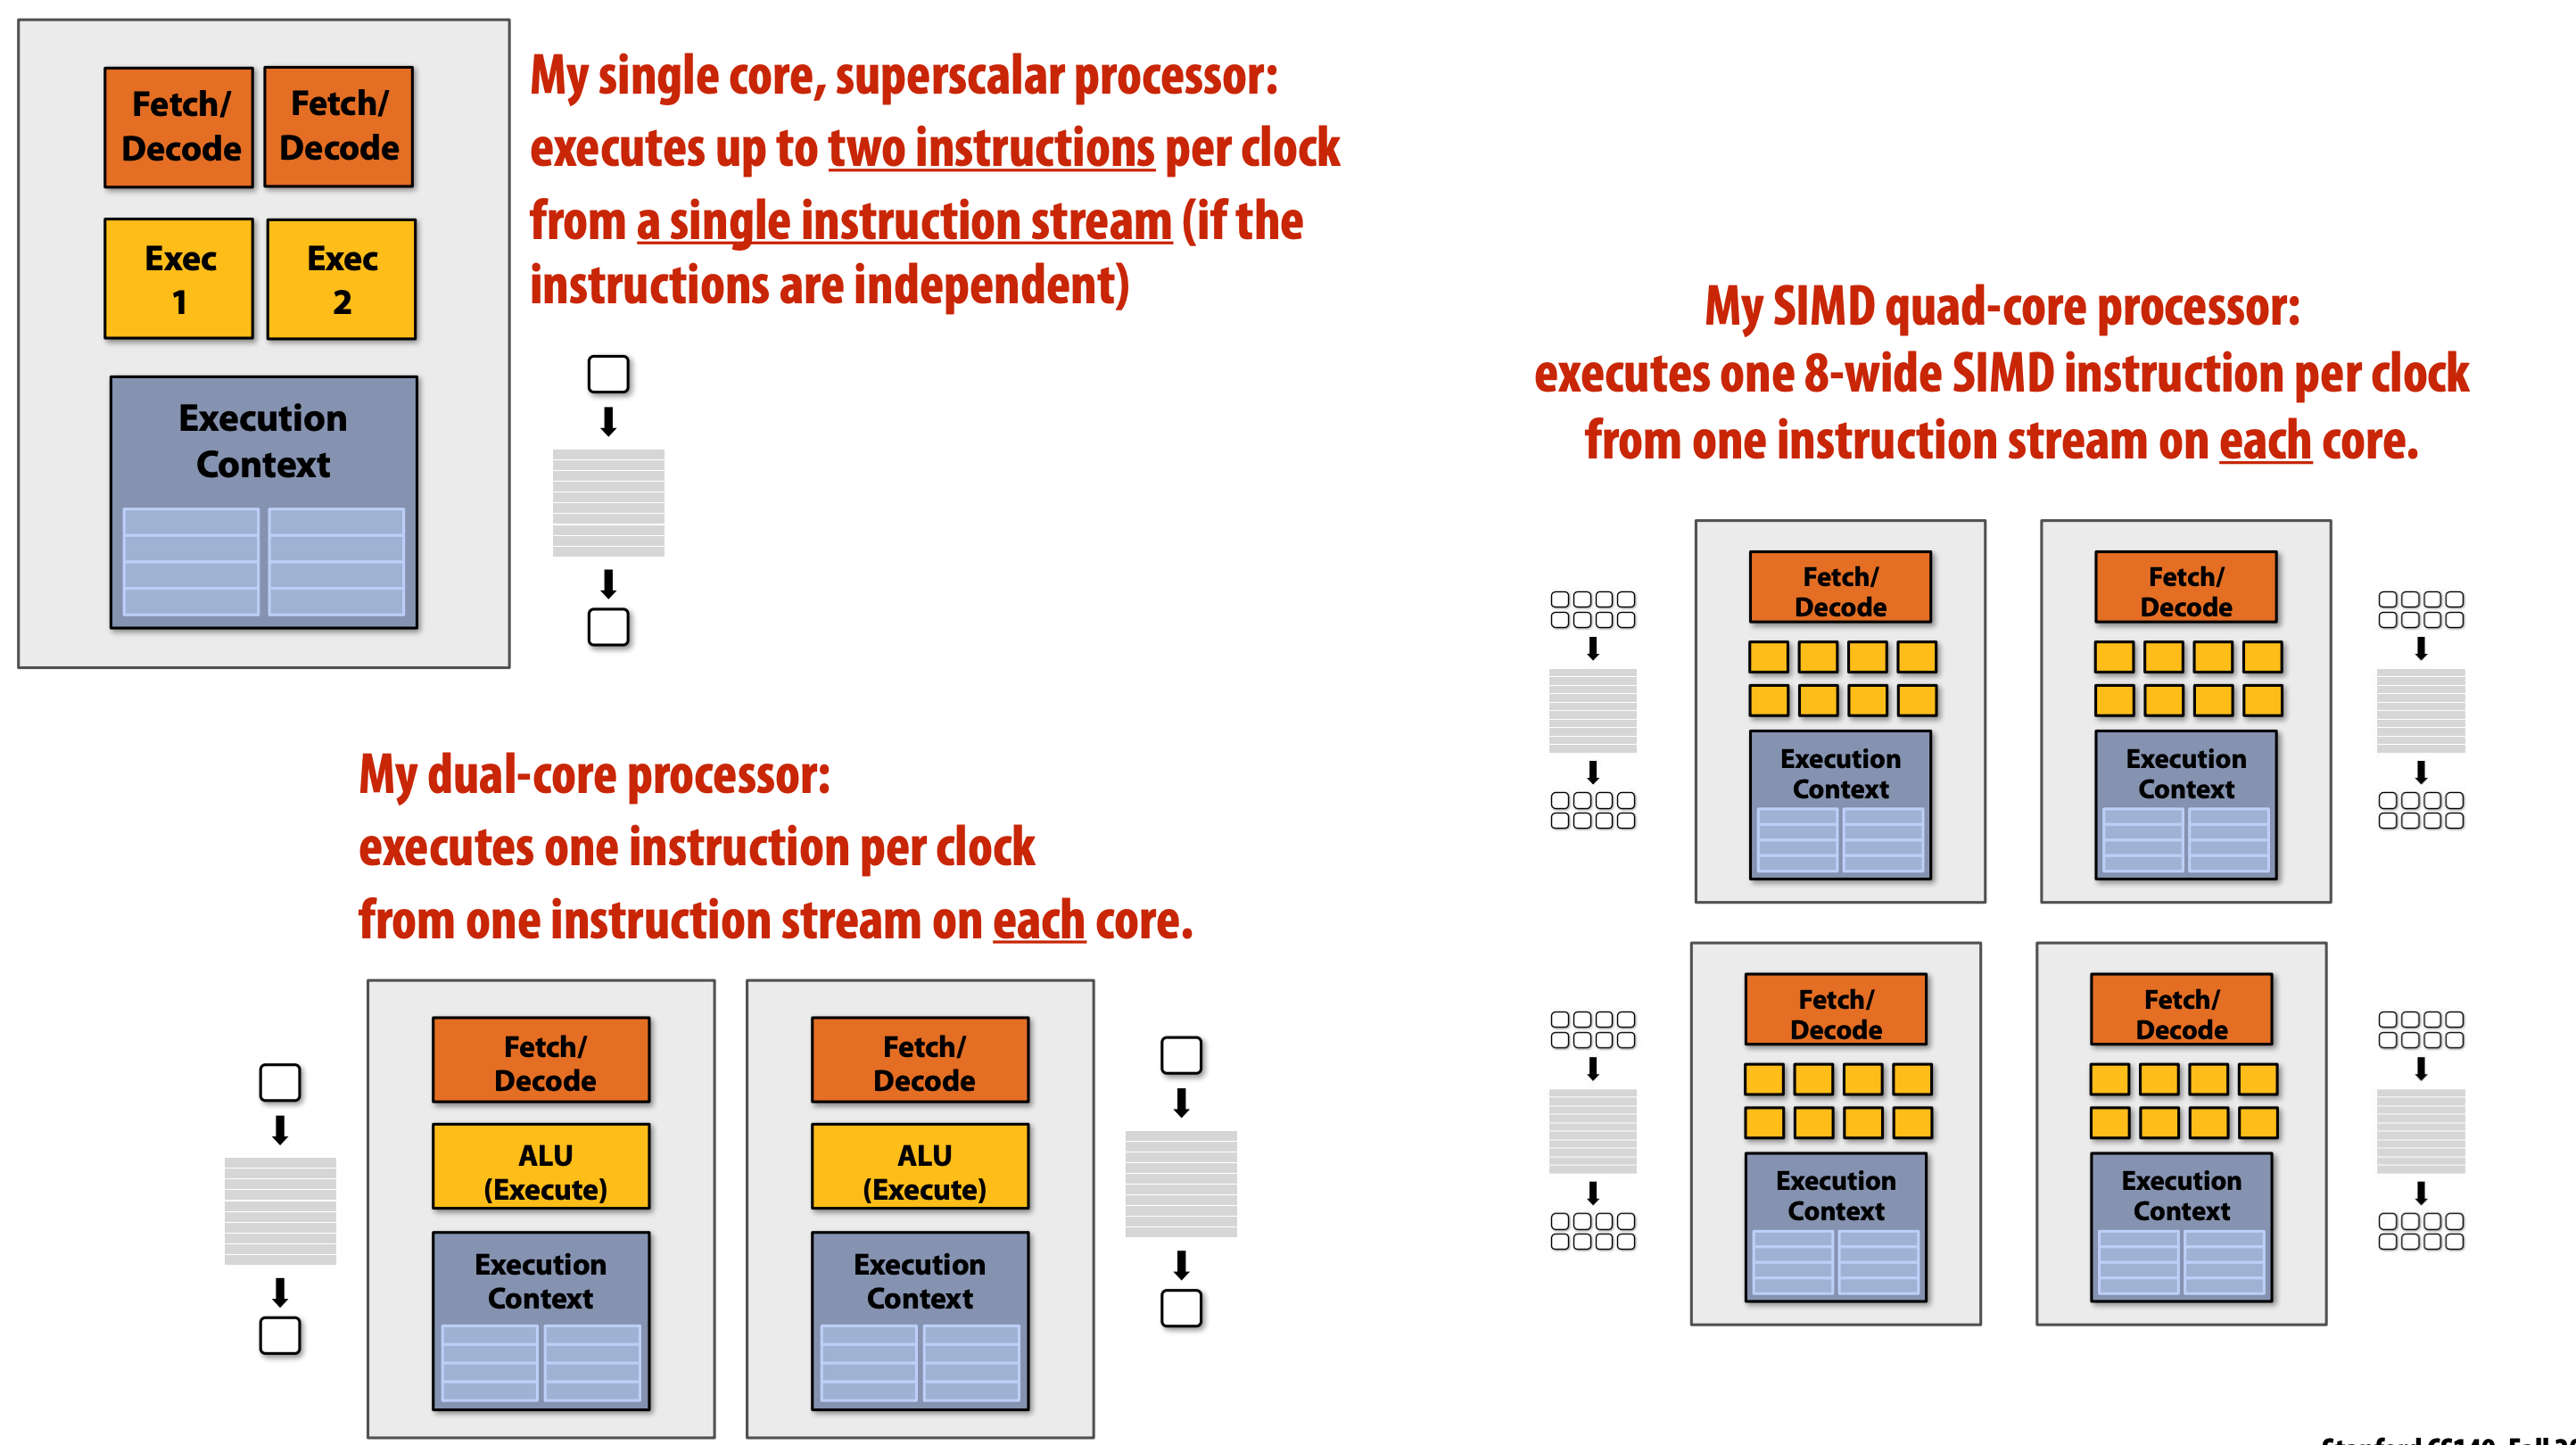 Fetch/
Decode
Fetch/
Decode
Exec
1
Exec
2
Execution
Context
My single core, superscalar processor:
executes up to two instructions per clock
from a single instruction stream (if the
instructions are independent)
My dual-core processor:
executes one instruction per clock
from one instruction stream on each core.
Fetch/
Decode
ALU
(Execute)
Execution
Context
Fetch/
Decode
ALU
(Execute)
Execution
Context
My SIMD quad-core processor:
executes one 8-wide SIMD instruction per clock
from one instruction stream on each core.
Fetch/
Decode
Execution
Context
Fetch/
Decode
Execution
Context
Fetch/
Decode
Execution
Context
Fetch/
Decode
Execution
Context